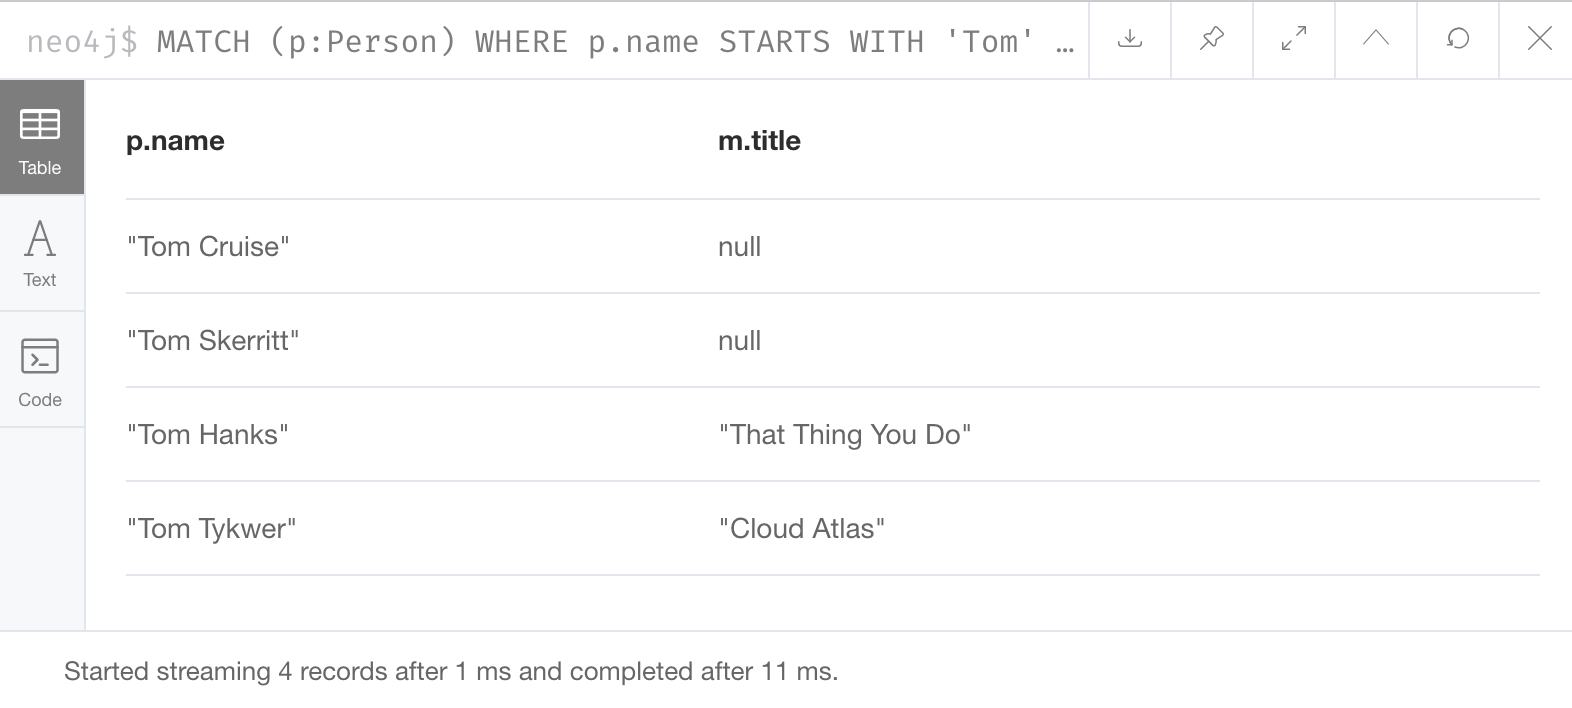 neo4j$ MATCH (p:Person) WHERE p.name STARTS WITH 'Tom' …
Table
p.name m.title
"Tom Cruise" null
Text
"Tom Skerritt" null
Code
"Tom Hanks" "That Thing You Do"
"Tom Tykwer" "Cloud Atlas"
Started streaming 4 records after 1 ms and completed after 11 ms.